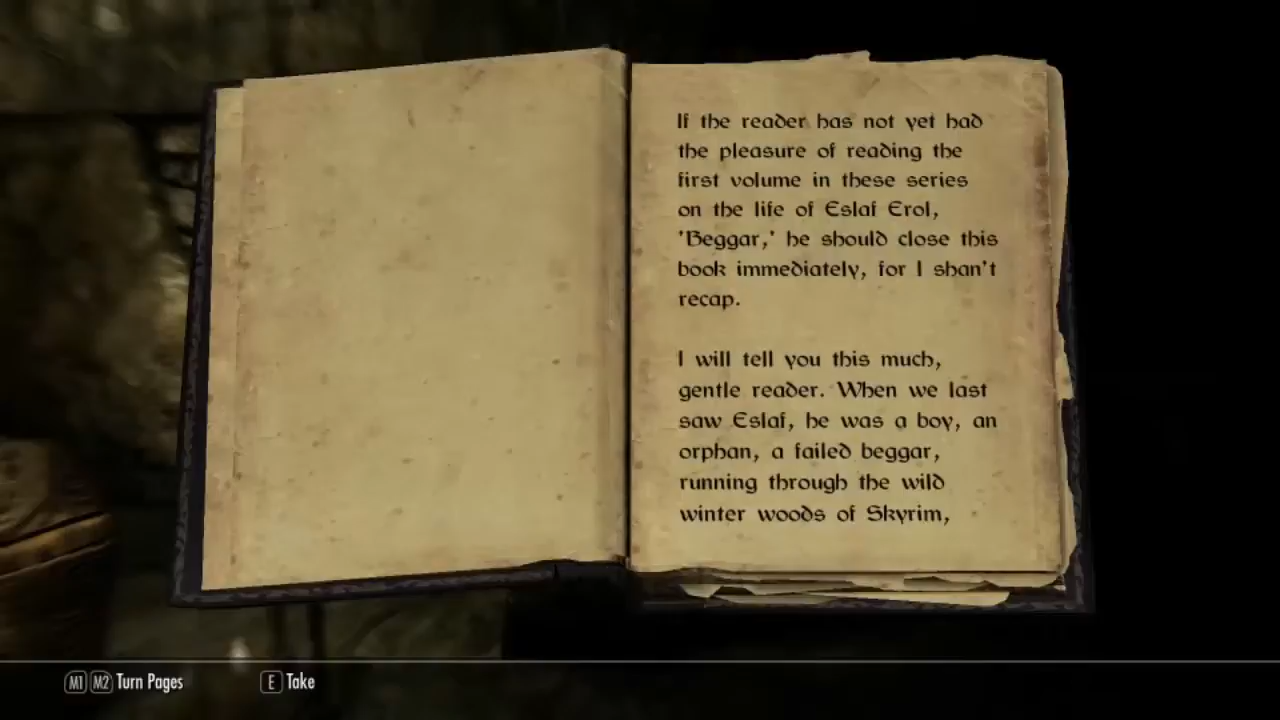 If the reader has not yet had
the pleasure of reading the
first volume in these series
on the life of Eslaf Erol,
'Beggar,' he should close this
book immediately, for I shan't
recap.
I will tell you this much,
gentle reader. When we last
saw Eslaf, he was a boy, an
orphan, a failed beggar,
running through the wild
winter woods of Skyrim,
M1 M2 Turn Pages
E Take